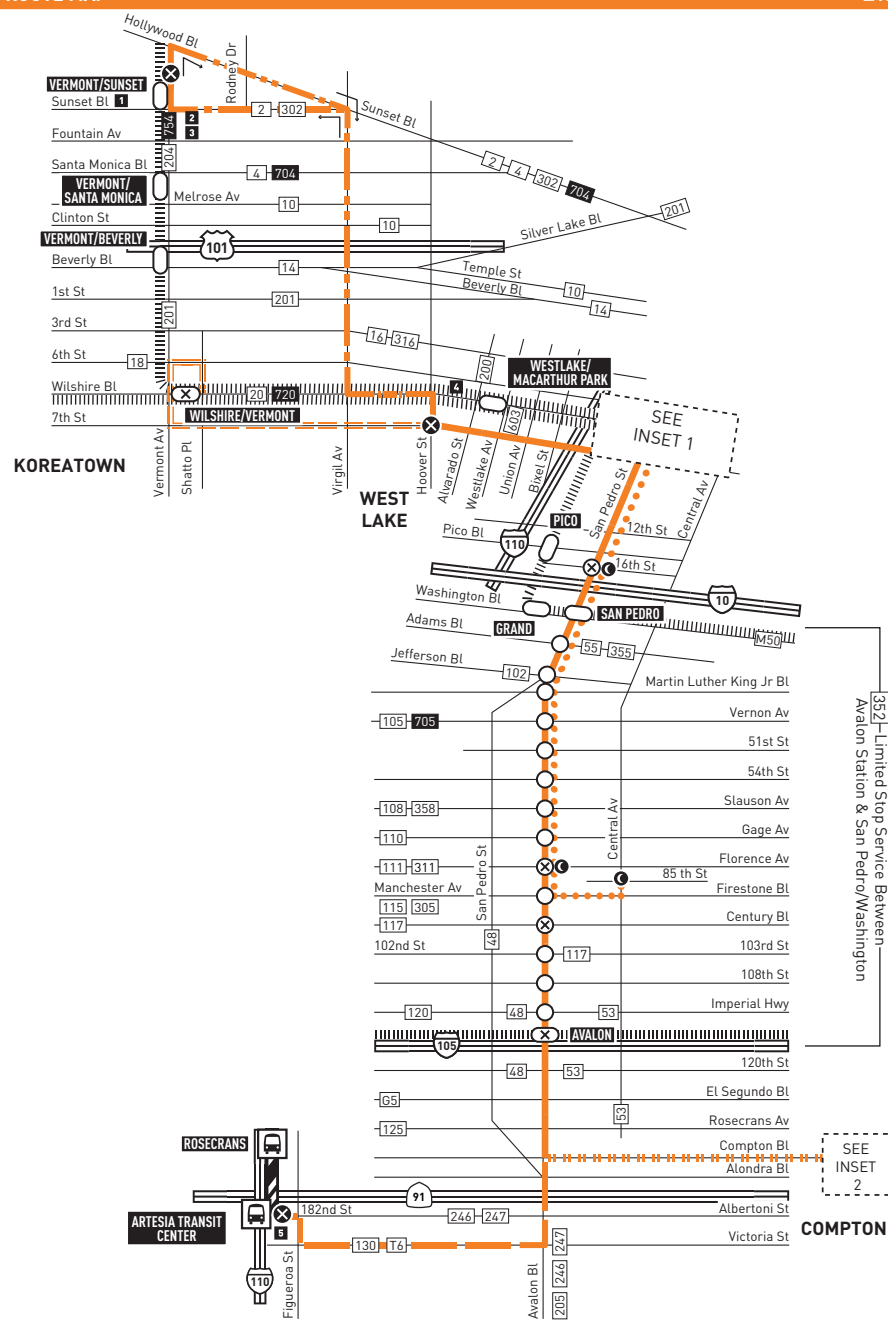 Hollywood Bl
Rodney Dr
VERMONT/SUNSET
Sunset Bl 1
2
302
Sunset Bl
754
2
3
Fountain Av
204
Santa Monica Bl
4
704
2
4
302
704
VERMONT/
SANTA MONICA
Melrose Av
10
201
Clinton St
10
Silver Lake Bl
VERMONT/BEVERLY
101
Beverly Bl
14
Temple St
10
Beverly Bl
14
1st St
201
201
3rd St
16
316
6th St
18
200
WESTLAKE/
MACARTHUR PARK
Wilshire Bl
20
720
4
WILSHIRE/VERMONT
603
7th St
SEE
INSET 1
KOREATOWN
Vermont Av
Shatto Pl
Virgil Av
Hoover St
Alvarado St
Westlake Av
Union Av
Bixel St
San Pedro St
Central Av
WEST
LAKE
PICO
Pico Bl
110
12th St
16th St
10
Washington Bl
GRAND
SAN PEDRO
M50
Adams Bl
55
355
Jefferson Bl
102
Martin Luther King Jr Bl
105
705
Vernon Av
352
Limited Stop Service Between
Avalon Station & San Pedro/Washington
51st St
54th St
108
358
Slauson Av
110
Gage Av
San Pedro St
Central Av
111
311
Florence Av
85 th St
Manchester Av
Firestone Bl
115
305
117
Century Bl
48
102nd St
117
103rd St
108th St
120
48
53
Imperial Hwy
AVALON
105
120th St
48
53
G5
El Segundo Bl
53
125
Rosecrans Av
ROSECRANS
Compton Bl
SEE
INSET
2
Alondra Bl
91
182nd St
246
247
Albertoni St
ARTESIA TRANSIT
CENTER
5
COMPTON
130
T6
Victoria St
110
Figueroa St
Avalon Bl
247
246
205